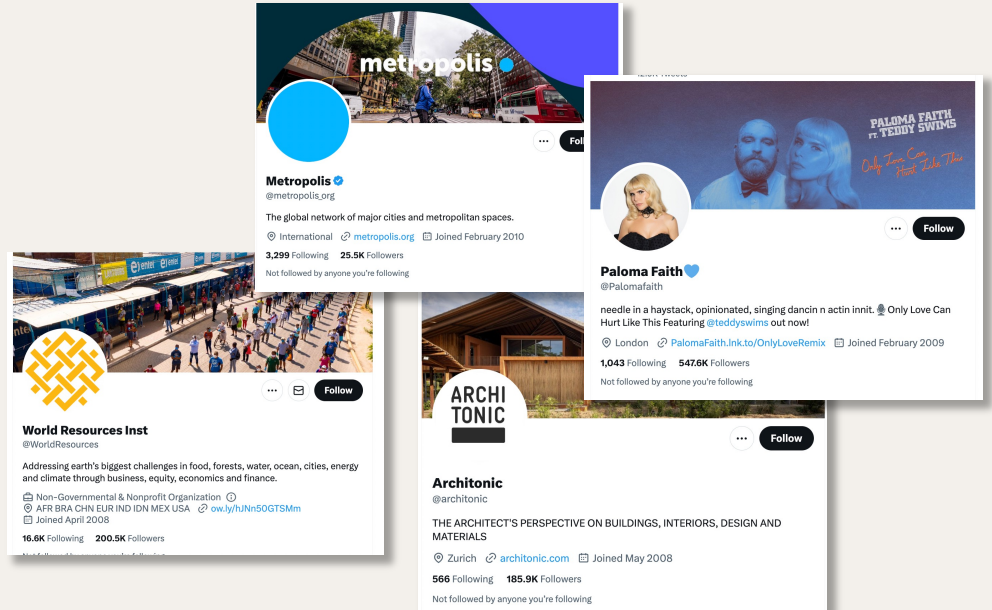 metropolis
Foll
Metropolis
@metropolis_org
The global network of major cities and metropolitan spaces.
International metropolis.org Joined February 2010
3,299 Following 25.5K Followers
Not followed by anyone you're following
PALOMA FAITH
FT. TEDDY SWIMS
Only Love Can
Hurt Like This
Follow
Paloma Faith
@Palomafaith
needle in a haystack, opinionated, singing dancin n actin innit. Only Love Can
Hurt Like This Featuring @teddyswims out now!
London PalomaFaith.lnk.to/OnlyLoveRemix Joined February 2009
1,043 Following 547.6K Followers
Not followed by anyone you're following
enel
Follow
World Resources Inst
@WorldResources
Addressing earth's biggest challenges in food, forests, water, ocean, cities, energy
and climate through business, equity, economics and finance.
Non-Governmental & Nonprofit Organization
AFR BRA CHN EUR IND IDN MEX USA ow.ly/hJNn50GTSMm
Joined April 2008
16.6K Following 200.5K Followers
ARCHI
TONIC
Follow
Architonic
@architonic
THE ARCHITECT'S PERSPECTIVE ON BUILDINGS, INTERIORS, DESIGN AND
MATERIALS
Zurich architonic.com Joined May 2008
566 Following 185.9K Followers
Not followed by anyone you're following